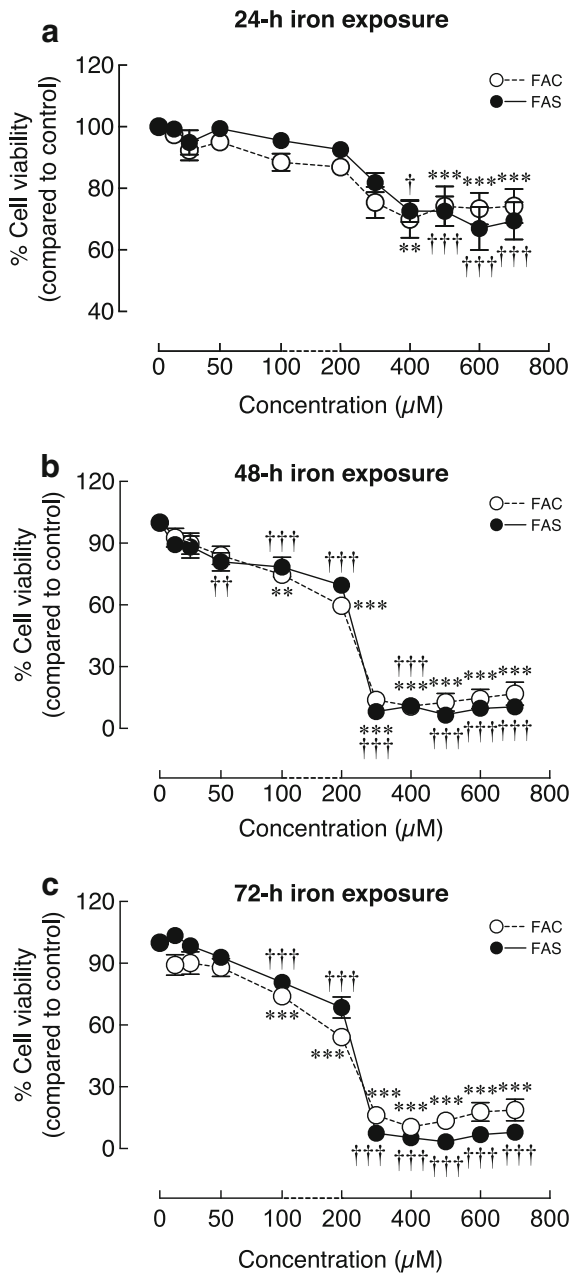 a
24-h iron exposure
% Cell viability
(compared to control)
120
100
80
60
40
FAC
FAS
†
*** *** ***
**
††† ††† †††
0 50 100 200 400 600 800
Concentration (µM)
b
48-h iron exposure
% Cell viability
(compared to control)
120
90
60
30
0
FAC
FAS
††† †††
†† ** ***
†††
*** *** *** ***
***
††† ††† ††† †††
0 50 100 200 400 600 800
Concentration (µM)
c
72-h iron exposure
% Cell viability
(compared to control)
120
90
60
30
0
FAC
FAS
††† †††
***
***
*** *** *** *** ***
††† ††† ††† ††† †††
0 50 100 200 400 600 800
Concentration (µM)